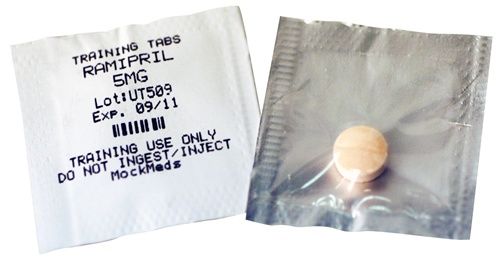 TRAINING TABS
RAMIPRIL
5MG
Lot:UT509
Exp. 09/11
TRAINING USE ONLY
DO NOT INGEST/INJECT
MockMeds